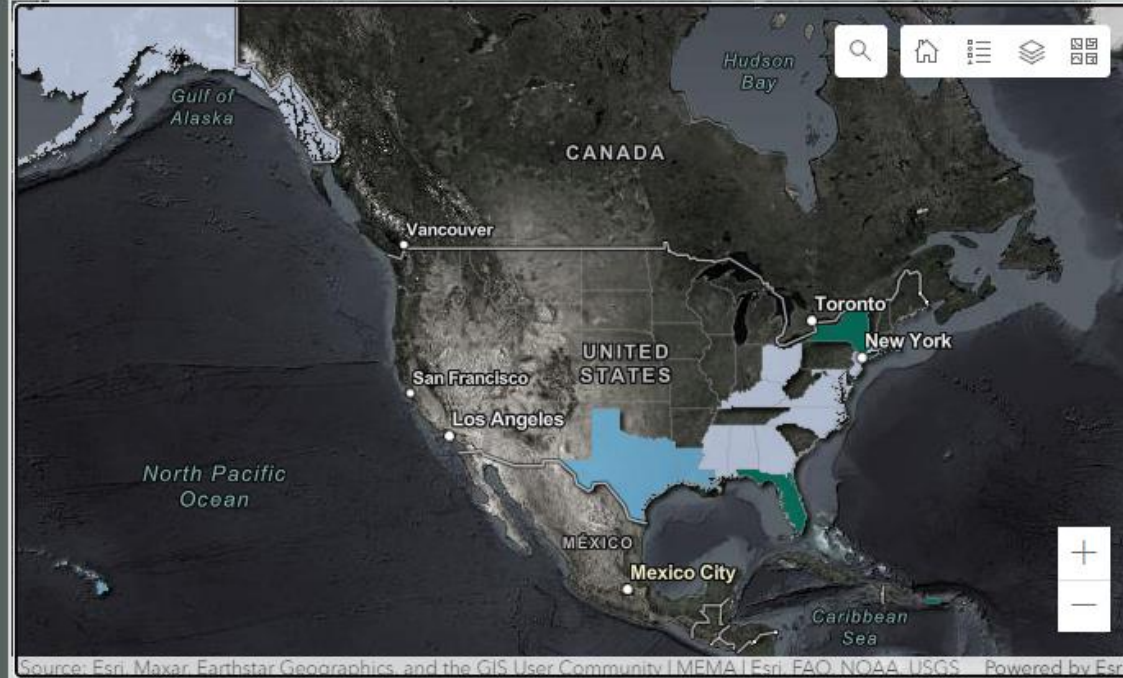 Hudson
Bay
Gulf of
Alaska
CANADA
Vancouver
Toronto
New York
UNITED
STATES
San Francisco
Los Angeles
North Pacific
Ocean
MÉXICO
Mexico City
Caribbean
Sea
Source: Esri, Maxar, Earthstar Geographics, and the GIS User Community | MEMA | Esri, FAO, NOAA, USGS Powered by Esr